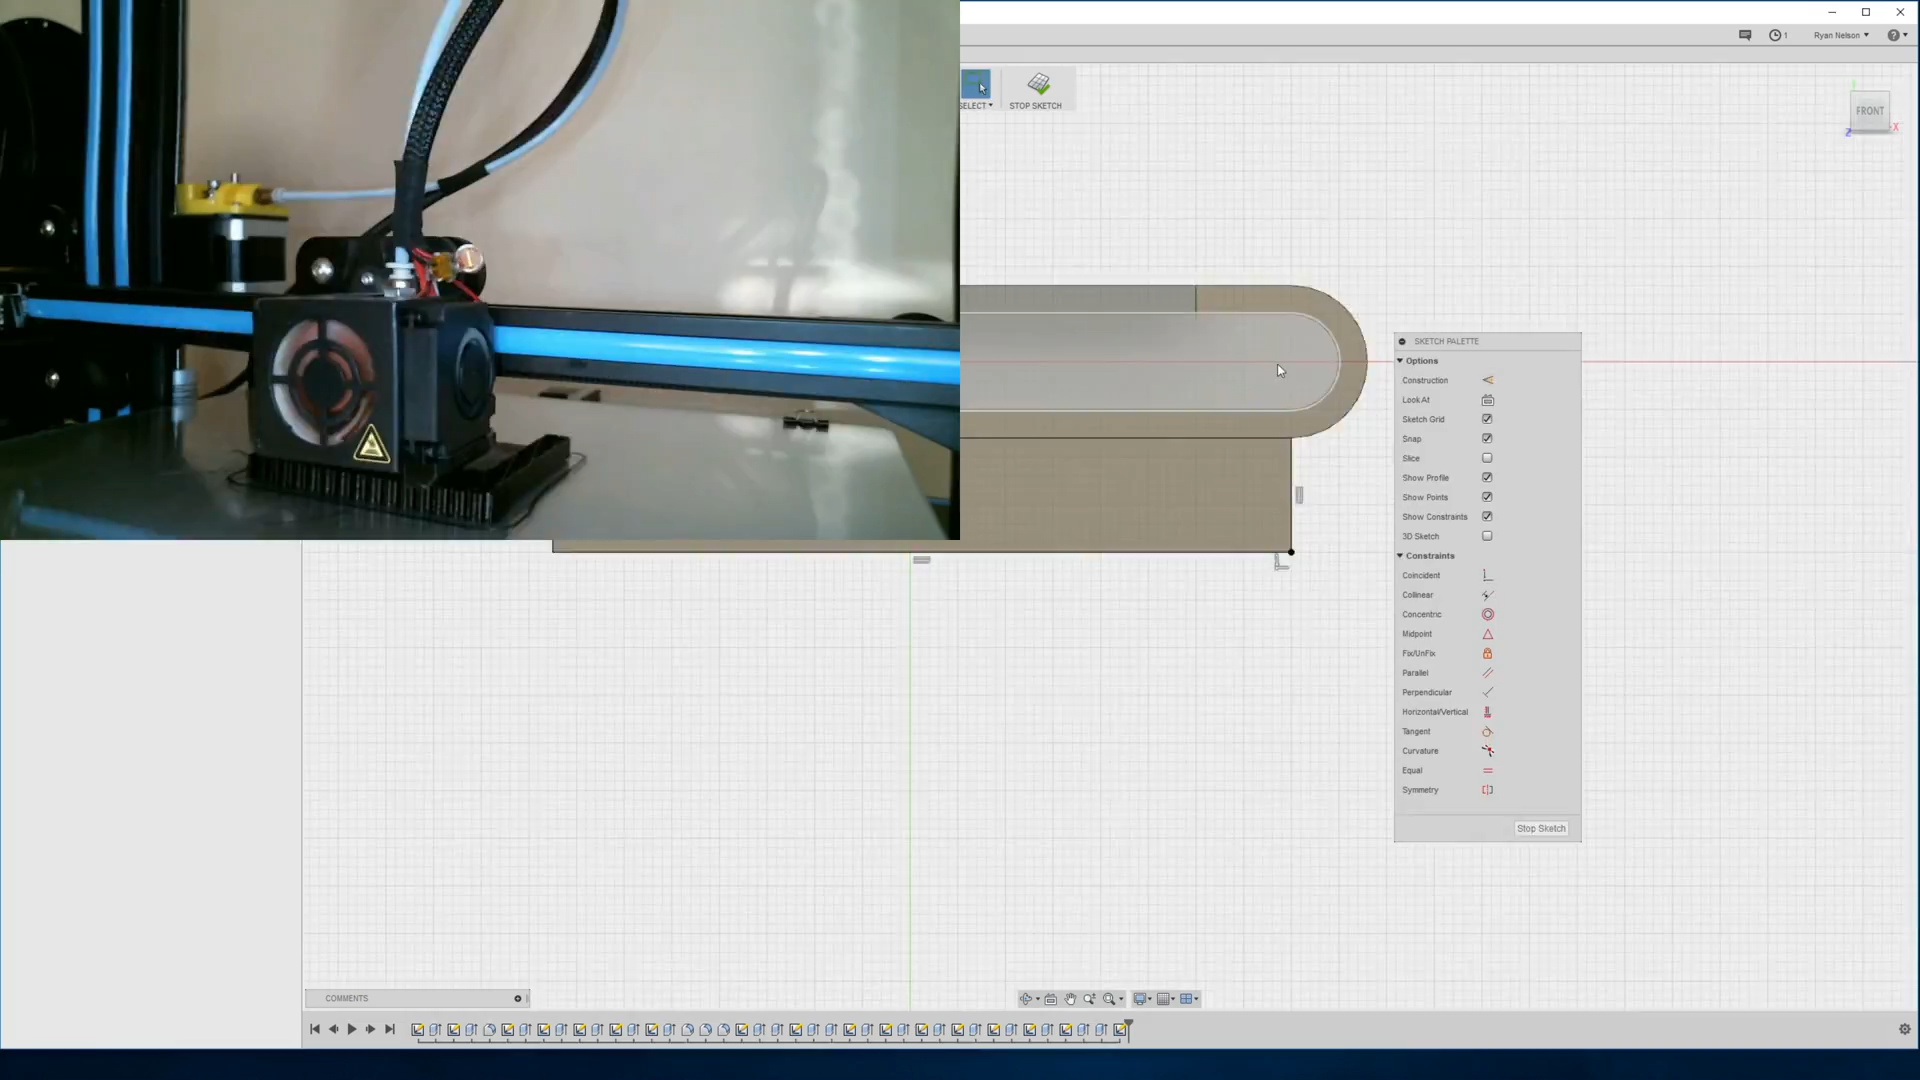 1
Ryan Nelson
SELECT
STOP SKETCH
FRONT
Z
X
SKETCH PALETTE
Options
Construction
Look At
Sketch Grid
Snap
Slice
Show Profile
Show Points
Show Constraints
3D Sketch
Constraints
Coincident
Collinear
Concentric
Midpoint
Fix/UnFix
Parallel
Perpendicular
Horizontal/Vertical
Tangent
Curvature
Equal
Symmetry
Stop Sketch
COMMENTS